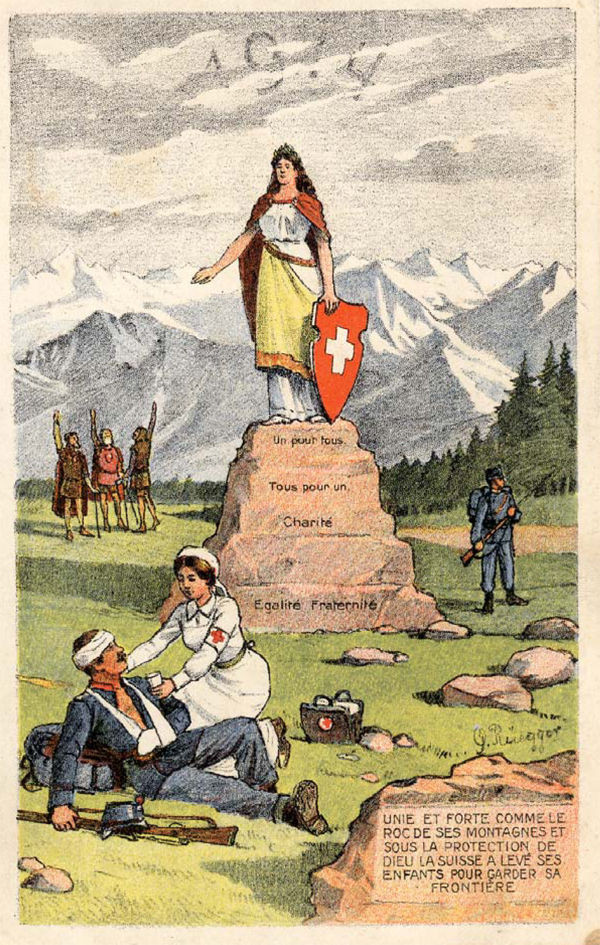 Un pour tous.
Tous pour un.
Charité
Egalité Fraternité
G. Rüegger
UNIE ET FORTE COMME LE
ROC DE SES MONTAGNES ET
SOUS LA PROTECTION DE
DIEU LA SUISSE A LEVÉ SES
ENFANTS POUR GARDER SA
FRONTIÈRE